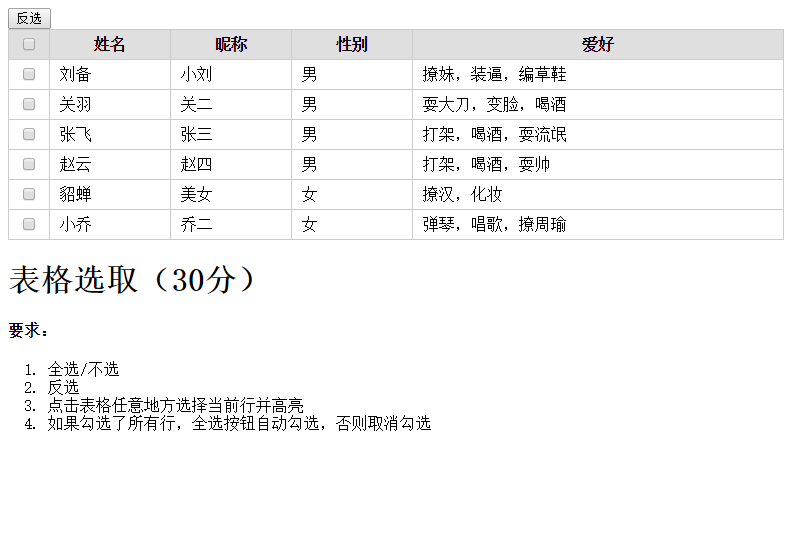 反选
姓名 昵称 性别 爱好
刘备 小刘 男 撩妹，装逼，编草鞋
关羽 关二 男 耍大刀，变脸，喝酒
张飞 张三 男 打架，喝酒，耍流氓
赵云 赵四 男 打架，喝酒，耍帅
貂蝉 美女 女 撩汉，化妆
小乔 乔二 女 弹琴，唱歌，撩周瑜
表格选取（30分）
要求：
1. 全选/不选
2. 反选
3. 点击表格任意地方选择当前行并高亮
4. 如果勾选了所有行，全选按钮自动勾选，否则取消勾选